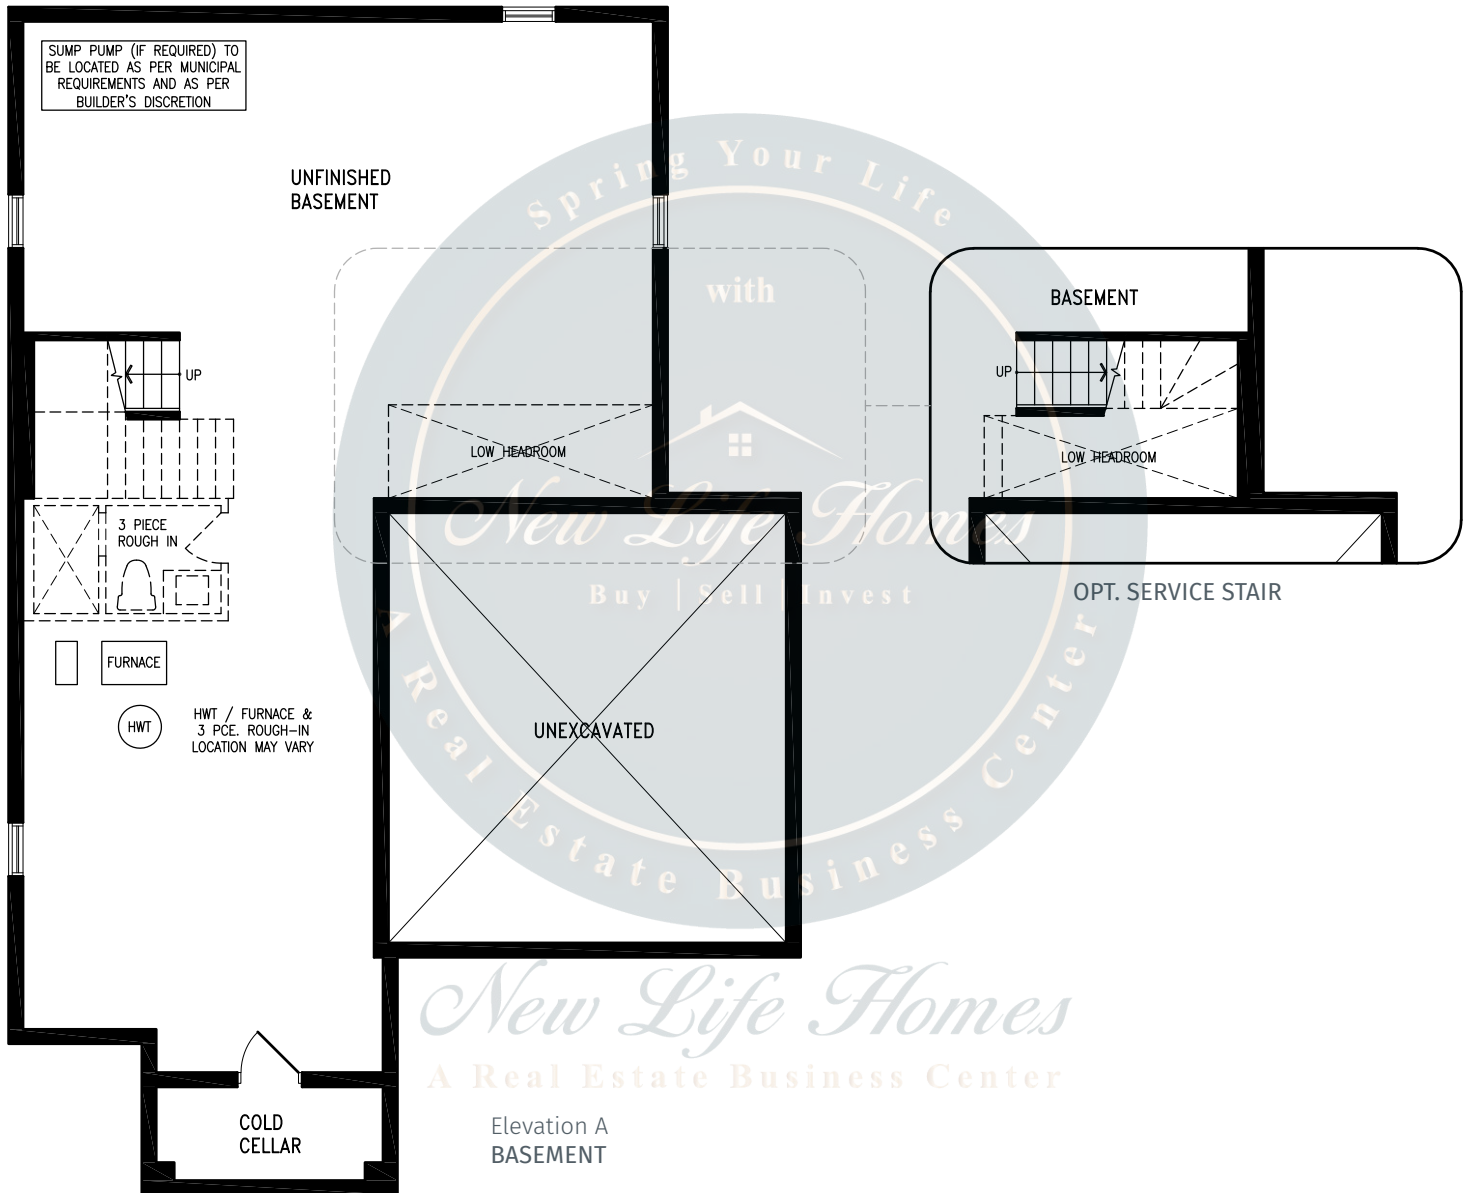 SUMP PUMP (IF REQUIRED) TO
BE LOCATED AS PER MUNICIPAL
REQUIREMENTS AND AS PER
BUILDER'S DISCRETION
UNFINISHED
BASEMENT
Spring Your Life
with
BASEMENT
UP
UP
LOW HEADROOM
LOW HEADROOM
New Life Homes
3 PIECE
ROUGH IN
Buy | Sell | Invest
OPT. SERVICE STAIR
A Real Estate Business Center
FURNACE
HWT
HWT / FURNACE &
3 PCE. ROUGH-IN
LOCATION MAY VARY
UNEXCAVATED
New Life Homes
A Real Estate Business Center
COLD
CELLAR
Elevation A
BASEMENT